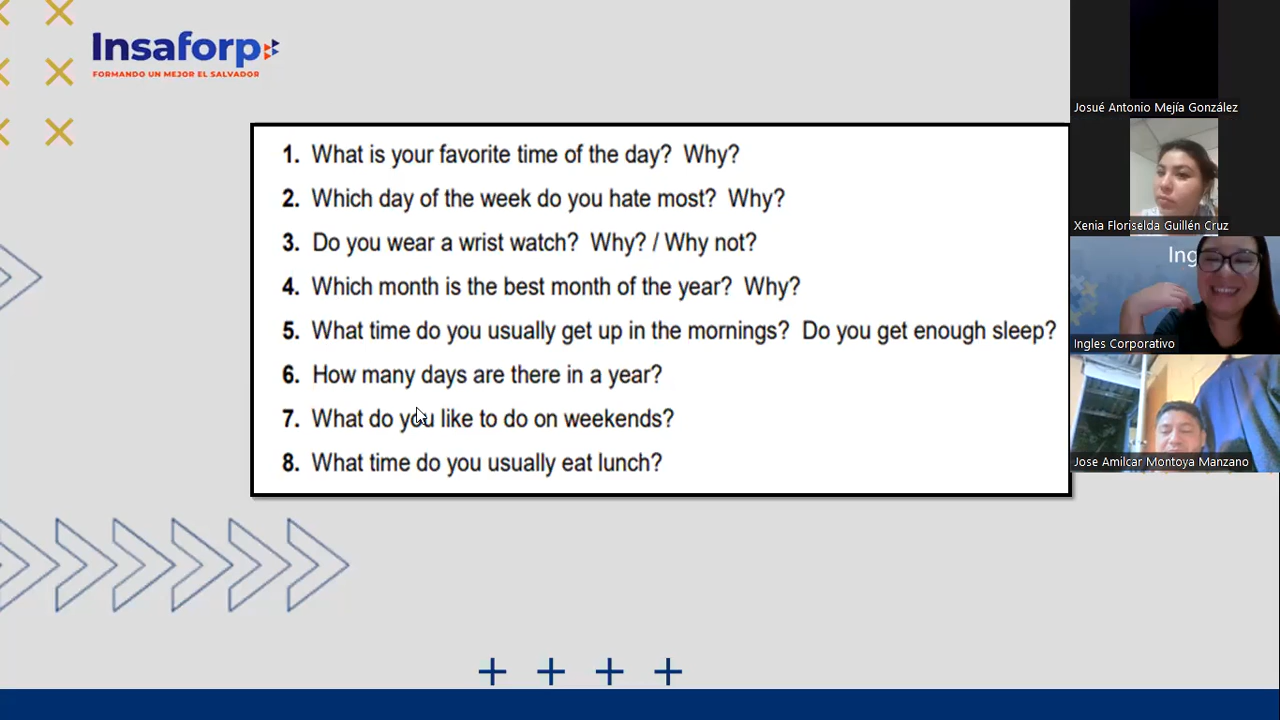 Insaforp
FORMANDO UN MEJOR EL SALVADOR
1. What is your favorite time of the day? Why?
2. Which day of the week do you hate most? Why?
3. Do you wear a wrist watch? Why? / Why not?
4. Which month is the best month of the year? Why?
5. What time do you usually get up in the mornings? Do you get enough sleep?
6. How many days are there in a year?
7. What do you like to do on weekends?
8. What time do you usually eat lunch?
Josué Antonio Mejía González
Xenia Floriselda Guillén Cruz
Ing
Ingles Corporativo
Jose Amilcar Montoya Manzano